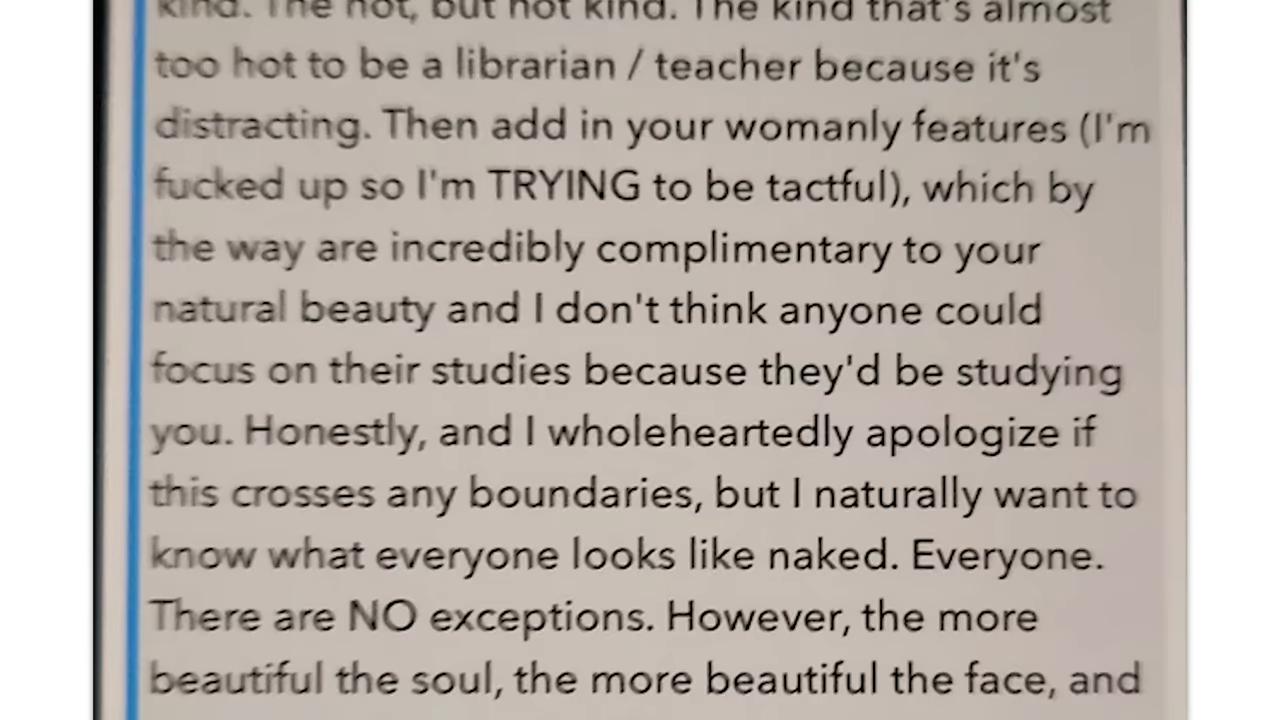 kind. The hot, but hot kind. The kind that's almost
too hot to be a librarian / teacher because it's
distracting. Then add in your womanly features (I'm
fucked up so I'm TRYING to be tactful), which by
the way are incredibly complimentary to your
natural beauty and I don't think anyone could
focus on their studies because they'd be studying
you. Honestly, and I wholeheartedly apologize if
this crosses any boundaries, but I naturally want to
know what everyone looks like naked. Everyone.
There are NO exceptions. However, the more
beautiful the soul, the more beautiful the face, and